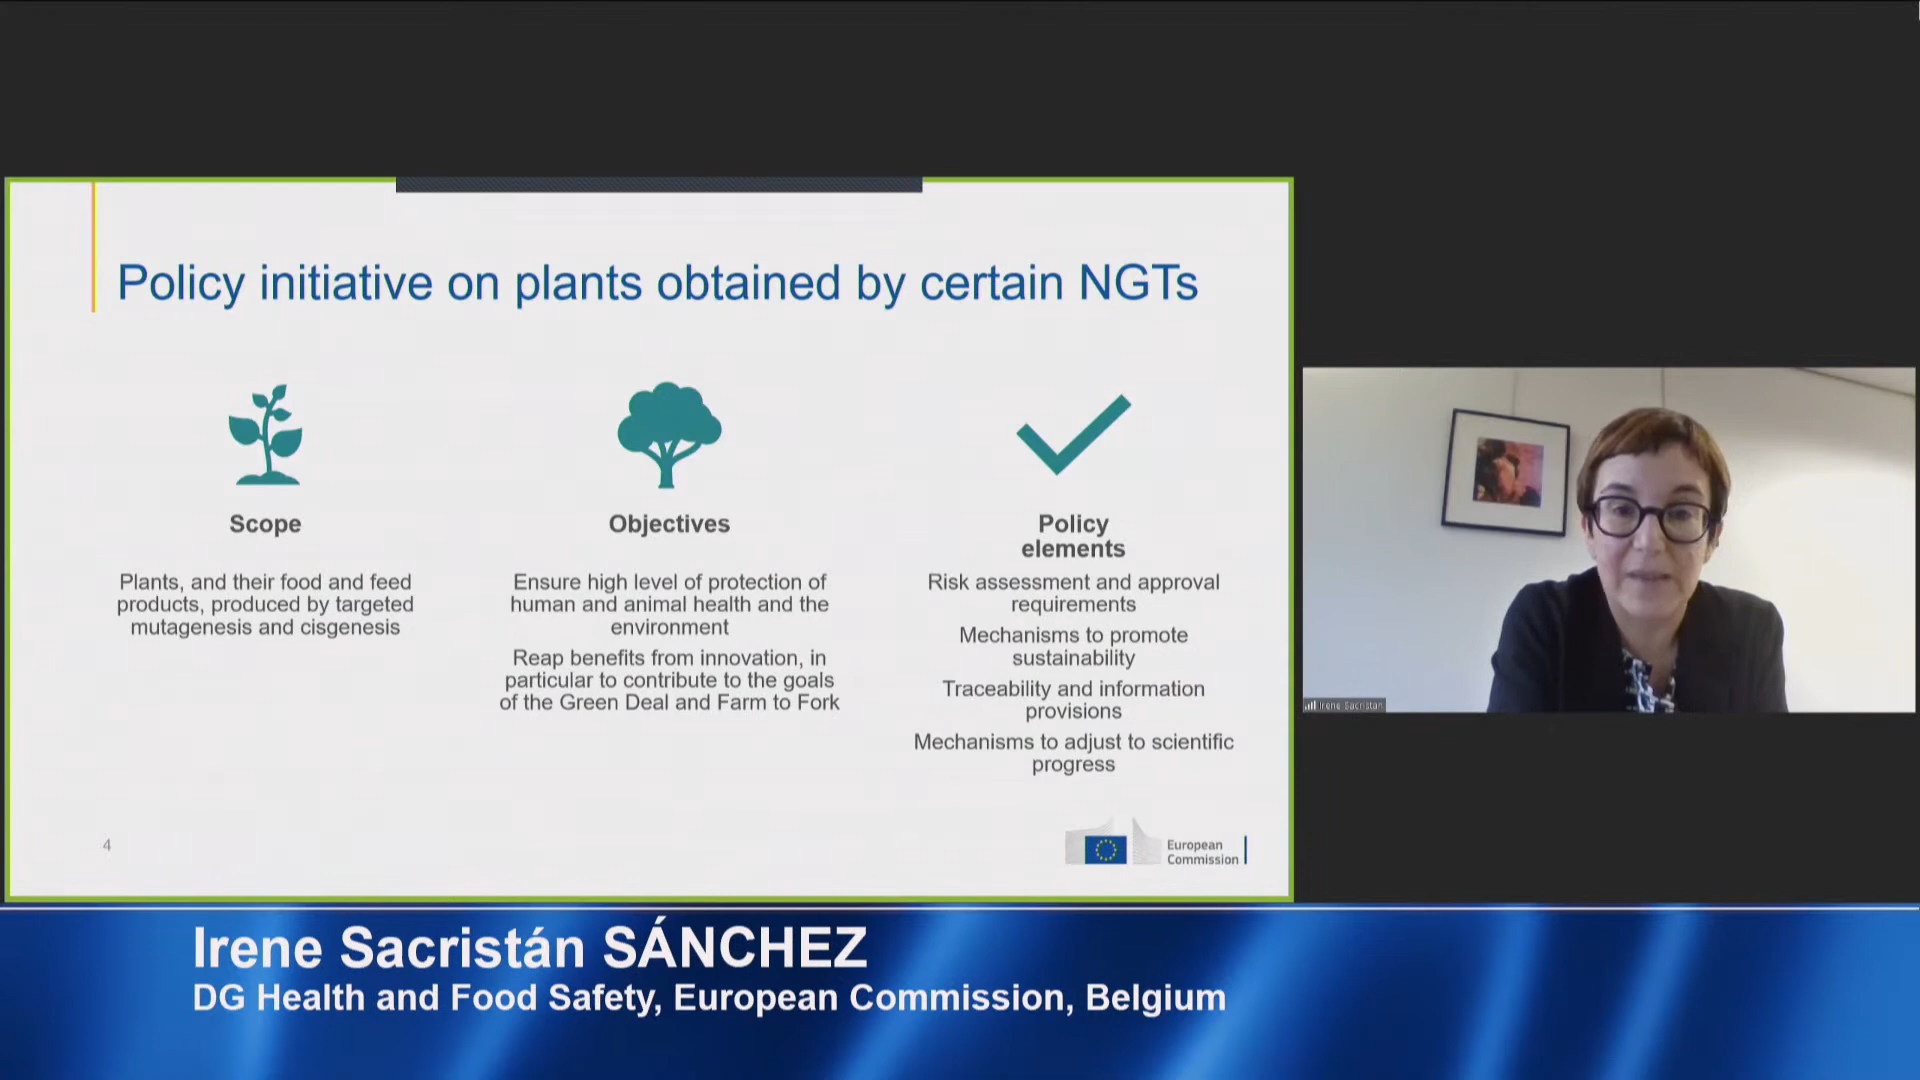 Policy initiative on plants obtained by certain NGTs
Scope
Plants, and their food and feed
products, produced by targeted
mutagenesis and cisgenesis
Objectives
Ensure high level of protection of
human and animal health and the
environment
Reap benefits from innovation, in
particular to contribute to the goals
of the Green Deal and Farm to Fork
Policy
elements
Risk assessment and approval
requirements
Mechanisms to promote
sustainability
Traceability and information
provisions
Mechanisms to adjust to scientific
progress
4
European
Commission
Irene Sacristan
Irene Sacristán SÁNCHEZ
DG Health and Food Safety, European Commission, Belgium